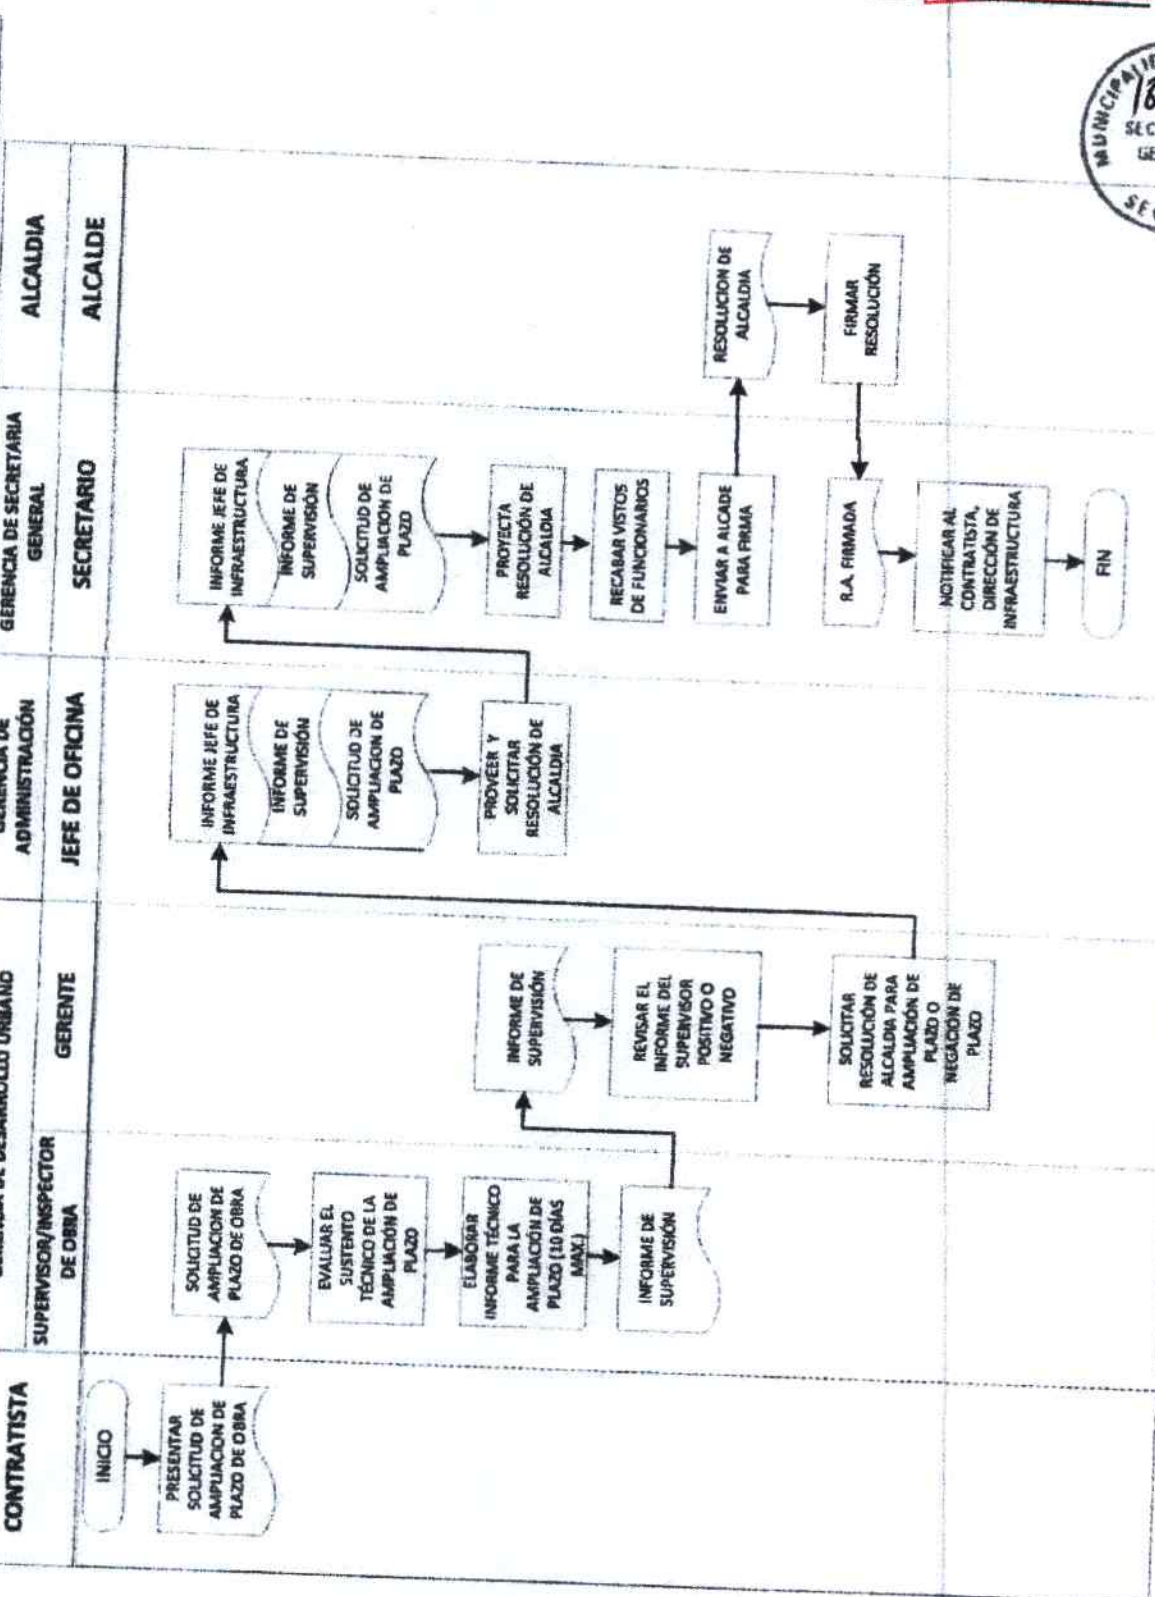 CONTRATISTA
DESARROLLO URBANO
SUPERVISOR/INSPECTOR
DE OBRA
GERENTE
ADMINISTRACIÓN
JEFE DE OFICINA
GERENCIA DE SECRETARIA
GENERAL
SECRETARIO
ALCALDIA
ALCALDE
INICIO
PRESENTAR
SOLICITUD DE
AMPLIACION DE
PLAZO DE OBRA
SOLICITUD DE
AMPLIACION DE
PLAZO DE OBRA
EVALUAR EL
SUSTENTO
TÉCNICO DE LA
AMPLIACIÓN DE
PLAZO
ELABORAR
INFORME TÉCNICO
PARA LA
AMPLIACIÓN DE
PLAZO (10 DÍAS
MAX.)
INFORME DE
SUPERVISIÓN
INFORME DE
SUPERVISIÓN
REVISAR EL
INFORME DEL
SUPERVISOR
POSITIVO O
NEGATIVO
SOLICITAR
RESOLUCIÓN DE
ALCALDIA PARA
AMPLIACIÓN DE
PLAZO O
NEGACION DE
PLAZO
INFORME JEFE DE
INFRAESTRUCTURA
INFORME DE
SUPERVISIÓN
SOLICITUD DE
AMPLIACION DE
PLAZO
PROVEER Y
SOLICITAR
RESOLUCIÓN DE
ALCALDIA
INFORME JEFE DE
INFRAESTRUCTURA
INFORME DE
SUPERVISIÓN
SOLICITUD DE
AMPLIACION DE
PLAZO
PROYECTA
RESOLUCIÓN DE
ALCALDIA
RECABAR VISTOS
DE FUNCIONARIOS
ENVIAR A ALCADE
PARA FIRMA
RESOLUCION DE
ALCALDIA
FIRMAR
RESOLUCIÓN
R.A. FIRMADA
NOTIFICAR AL
CONTRATISTA,
DIRECCIÓN DE
INFRAESTRUCTURA
FIN